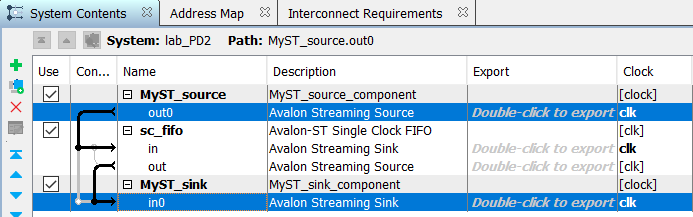 System Contents Address Map Interconnect Requirements
System: lab_PD2 Path: MyST_source.out0
Use Con... Name Description Export Clock
MyST_source MyST_source_component [clock]
out0 Avalon Streaming Source Double-click to export clk
sc_fifo Avalon-ST Single Clock FIFO [clk]
in Avalon Streaming Sink Double-click to export [clk]
out Avalon Streaming Source Double-click to export [clk]
MyST_sink MyST_sink_component [clock]
in0 Avalon Streaming Sink Double-click to export clk